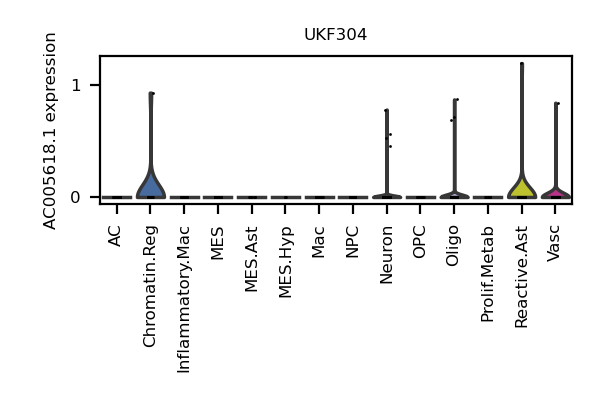 UKF304
AC005618.1 expression
1
0
AC
Chromatin.Reg
Inflammatory.Mac
MES
MES.Ast
MES.Hyp
Mac
NPC
Neuron
OPC
Oligo
Prolif.Metab
Reactive.Ast
Vasc